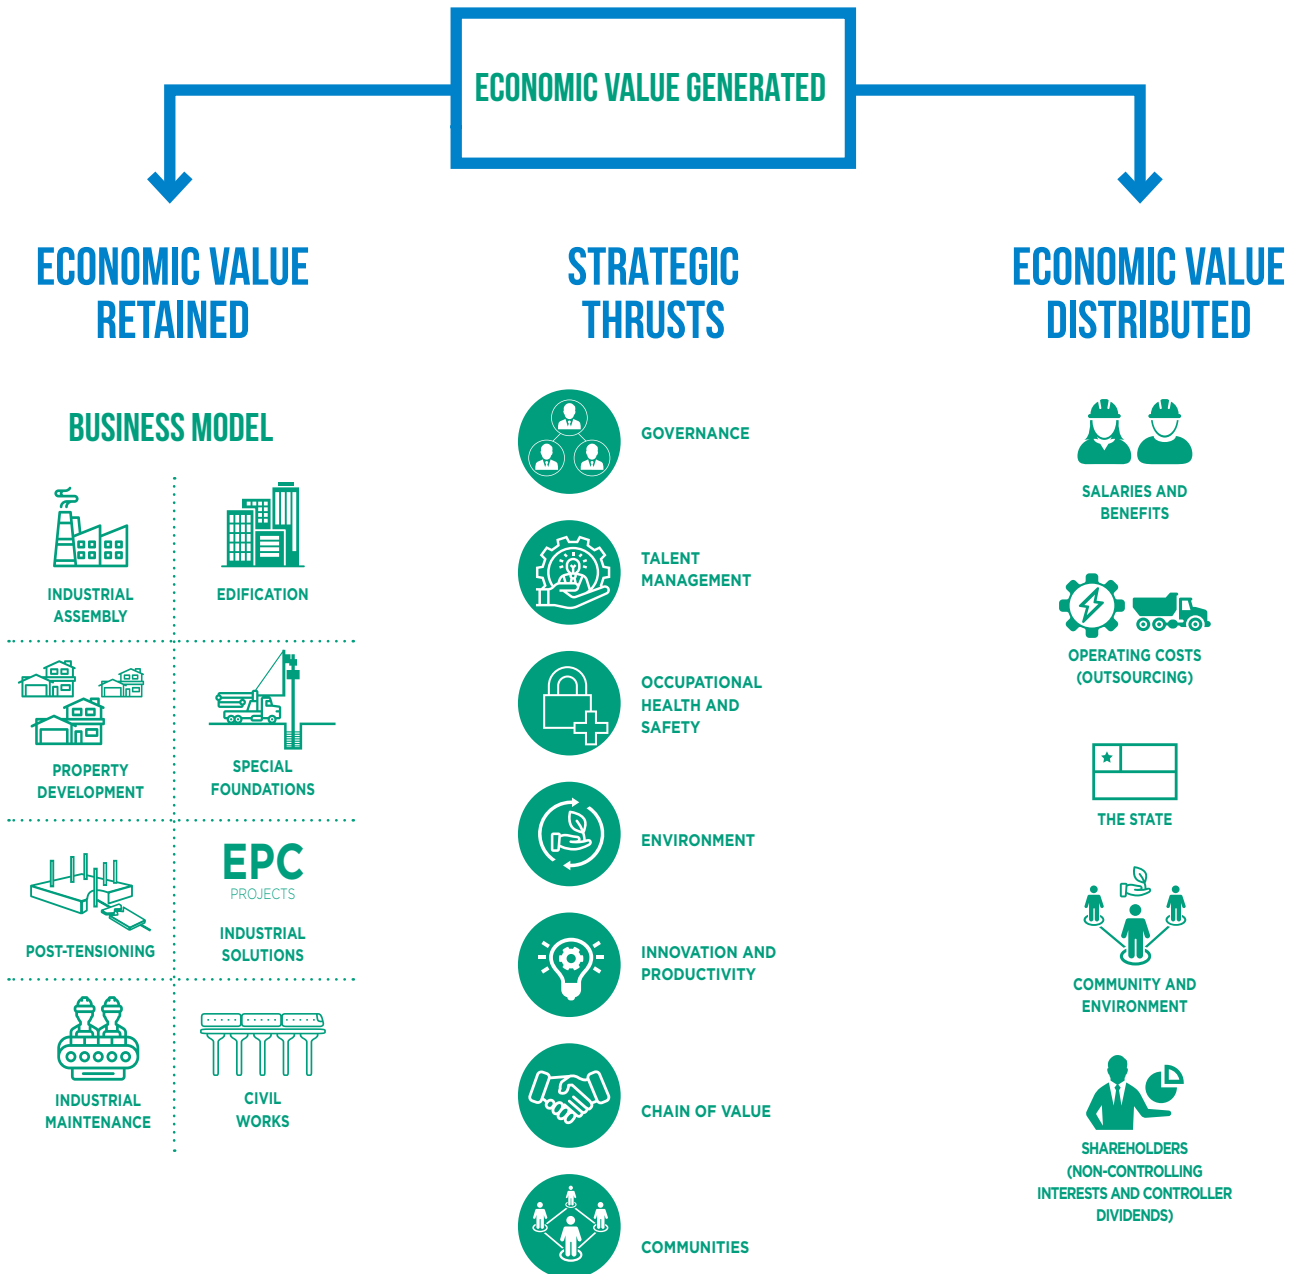 ECONOMIC VALUE GENERATED
ECONOMIC VALUE
RETAINED
BUSINESS MODEL
INDUSTRIAL
ASSEMBLY
EDIFICATION
PROPERTY
DEVELOPMENT
SPECIAL
FOUNDATIONS
POST-TENSIONING
EPC
PROJECTS
INDUSTRIAL
SOLUTIONS
INDUSTRIAL
MAINTENANCE
CIVIL
WORKS
STRATEGIC
THRUSTS
GOVERNANCE
TALENT
MANAGEMENT
OCCUPATIONAL
HEALTH AND
SAFETY
ENVIRONMENT
INNOVATION AND
PRODUCTIVITY
CHAIN OF VALUE
COMMUNITIES
ECONOMIC VALUE
DISTRIBUTED
SALARIES AND
BENEFITS
OPERATING COSTS
(OUTSOURCING)
THE STATE
COMMUNITY AND
ENVIRONMENT
SHAREHOLDERS
(NON-CONTROLLING
INTERESTS AND CONTROLLER
DIVIDENDS)